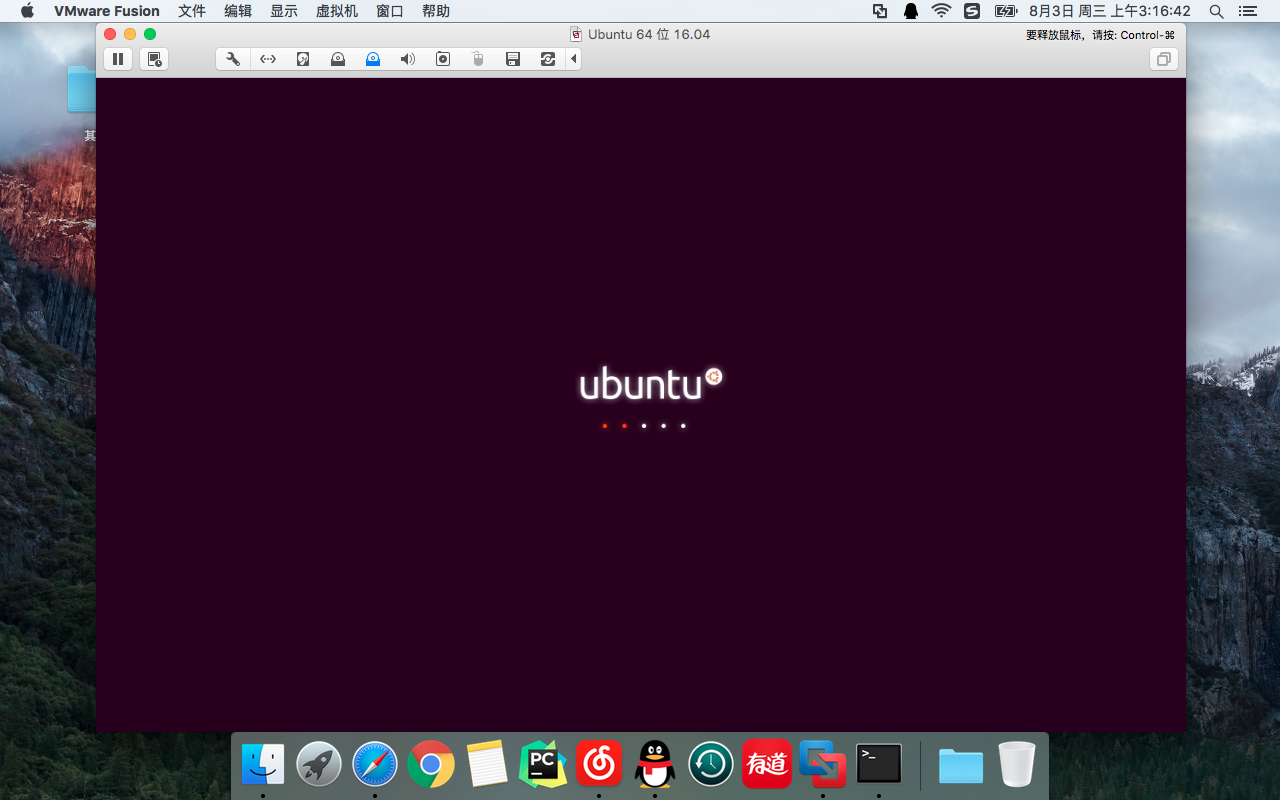 VMware Fusion 文件 编辑 显示 虚拟机 窗口 帮助 8月3日 周三 上午3:16:42
Ubuntu 64 位 16.04
要释放鼠标，请按: Control-⌘
其
ubuntu
PC
有道
>_